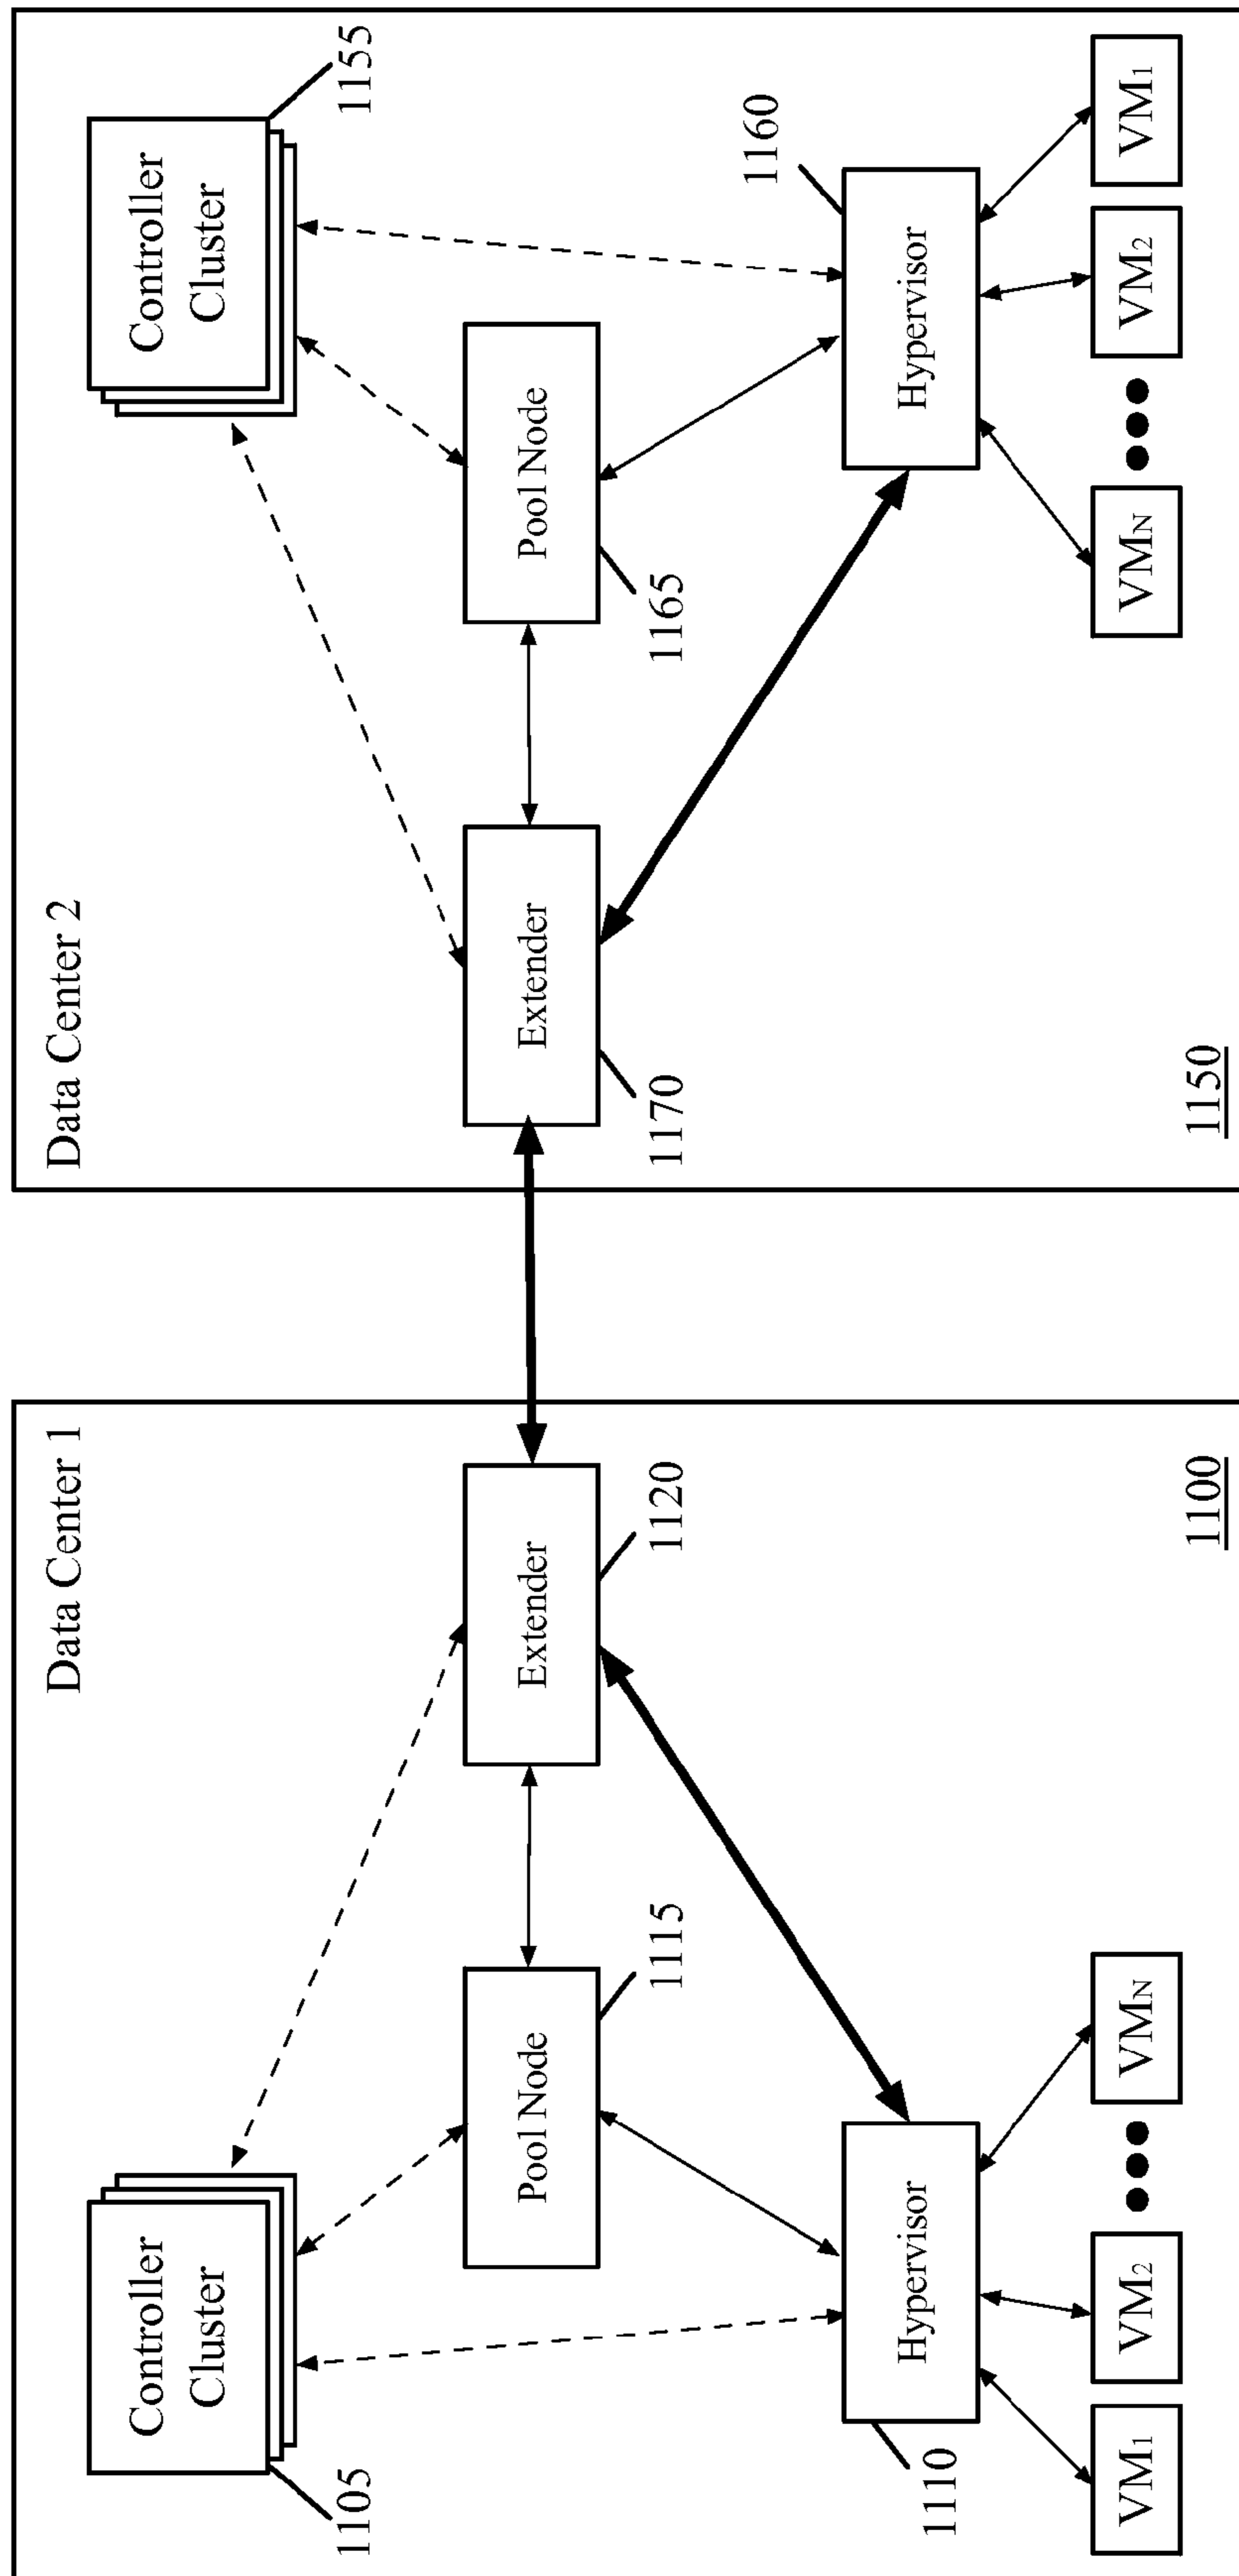 Data Center 1
Controller
Cluster
1105
Pool Node
1115
Extender
1120
Hypervisor
1110
VM1
VM2
VMN
1100
Data Center 2
Controller
Cluster
1155
Extender
1170
Pool Node
1165
Hypervisor
1160
VMN
VM2
VM1
1150